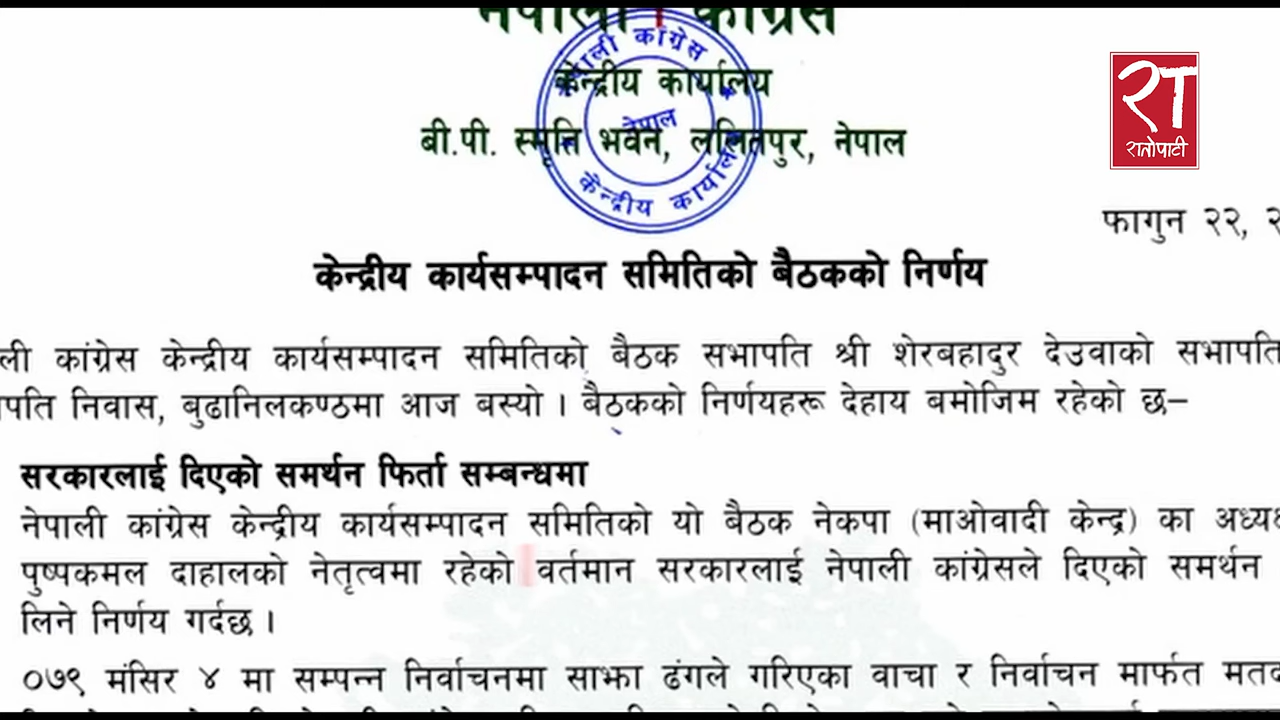 नेपाली कांग्रेस
केन्द्रीय कार्यालय
बी.पी. स्मृति भवन, ललितपुर, नेपाल
नेपाली कांग्रेस
नेपाल
केन्द्रीय कार्यालय
रातोपाटी
फागुन २२, २
केन्द्रीय कार्यसम्पादन समितिको बैठकको निर्णय
ली कांग्रेस केन्द्रीय कार्यसम्पादन समितिको बैठक सभापति श्री शेरबहादुर देउवाको सभापति
पति निवास, बुढानिलकण्ठमा आज बस्यो । बैठकको निर्णयहरू देहाय बमोजिम रहेको छ–
सरकारलाई दिएको समर्थन फिर्ता सम्बन्धमा
नेपाली कांग्रेस केन्द्रीय कार्यसम्पादन समितिको यो बैठक नेकपा (माओवादी केन्द्र) का अध्यक्ष
पुष्पकमल दाहालको नेतृत्वमा रहेको वर्तमान सरकारलाई नेपाली कांग्रेसले दिएको समर्थन
लिने निर्णय गर्दछ ।
०७९ मंसिर ४ मा सम्पन्न निर्वाचनमा साझा ढंगले गरिएका वाचा र निर्वाचन मार्फत मतद